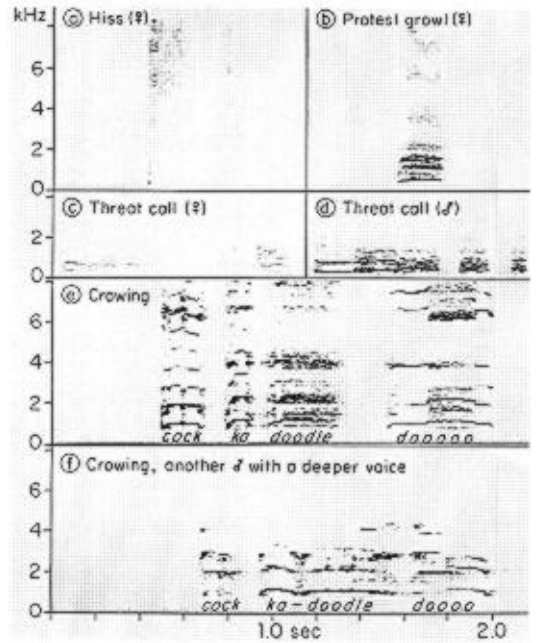 kHz
ⓐ Hiss (♀)
ⓑ Protest growl (♀)
6
4
2
0
ⓒ Threat call (♀)
ⓓ Threat call (♂)
2
0
ⓔ Crowing
6
4
2
0
cock ka doodle dooooo
ⓕ Crowing, another ♂ with a deeper voice
6
4
2
0
cock ka-doodle doooo
1.0 sec 2.0